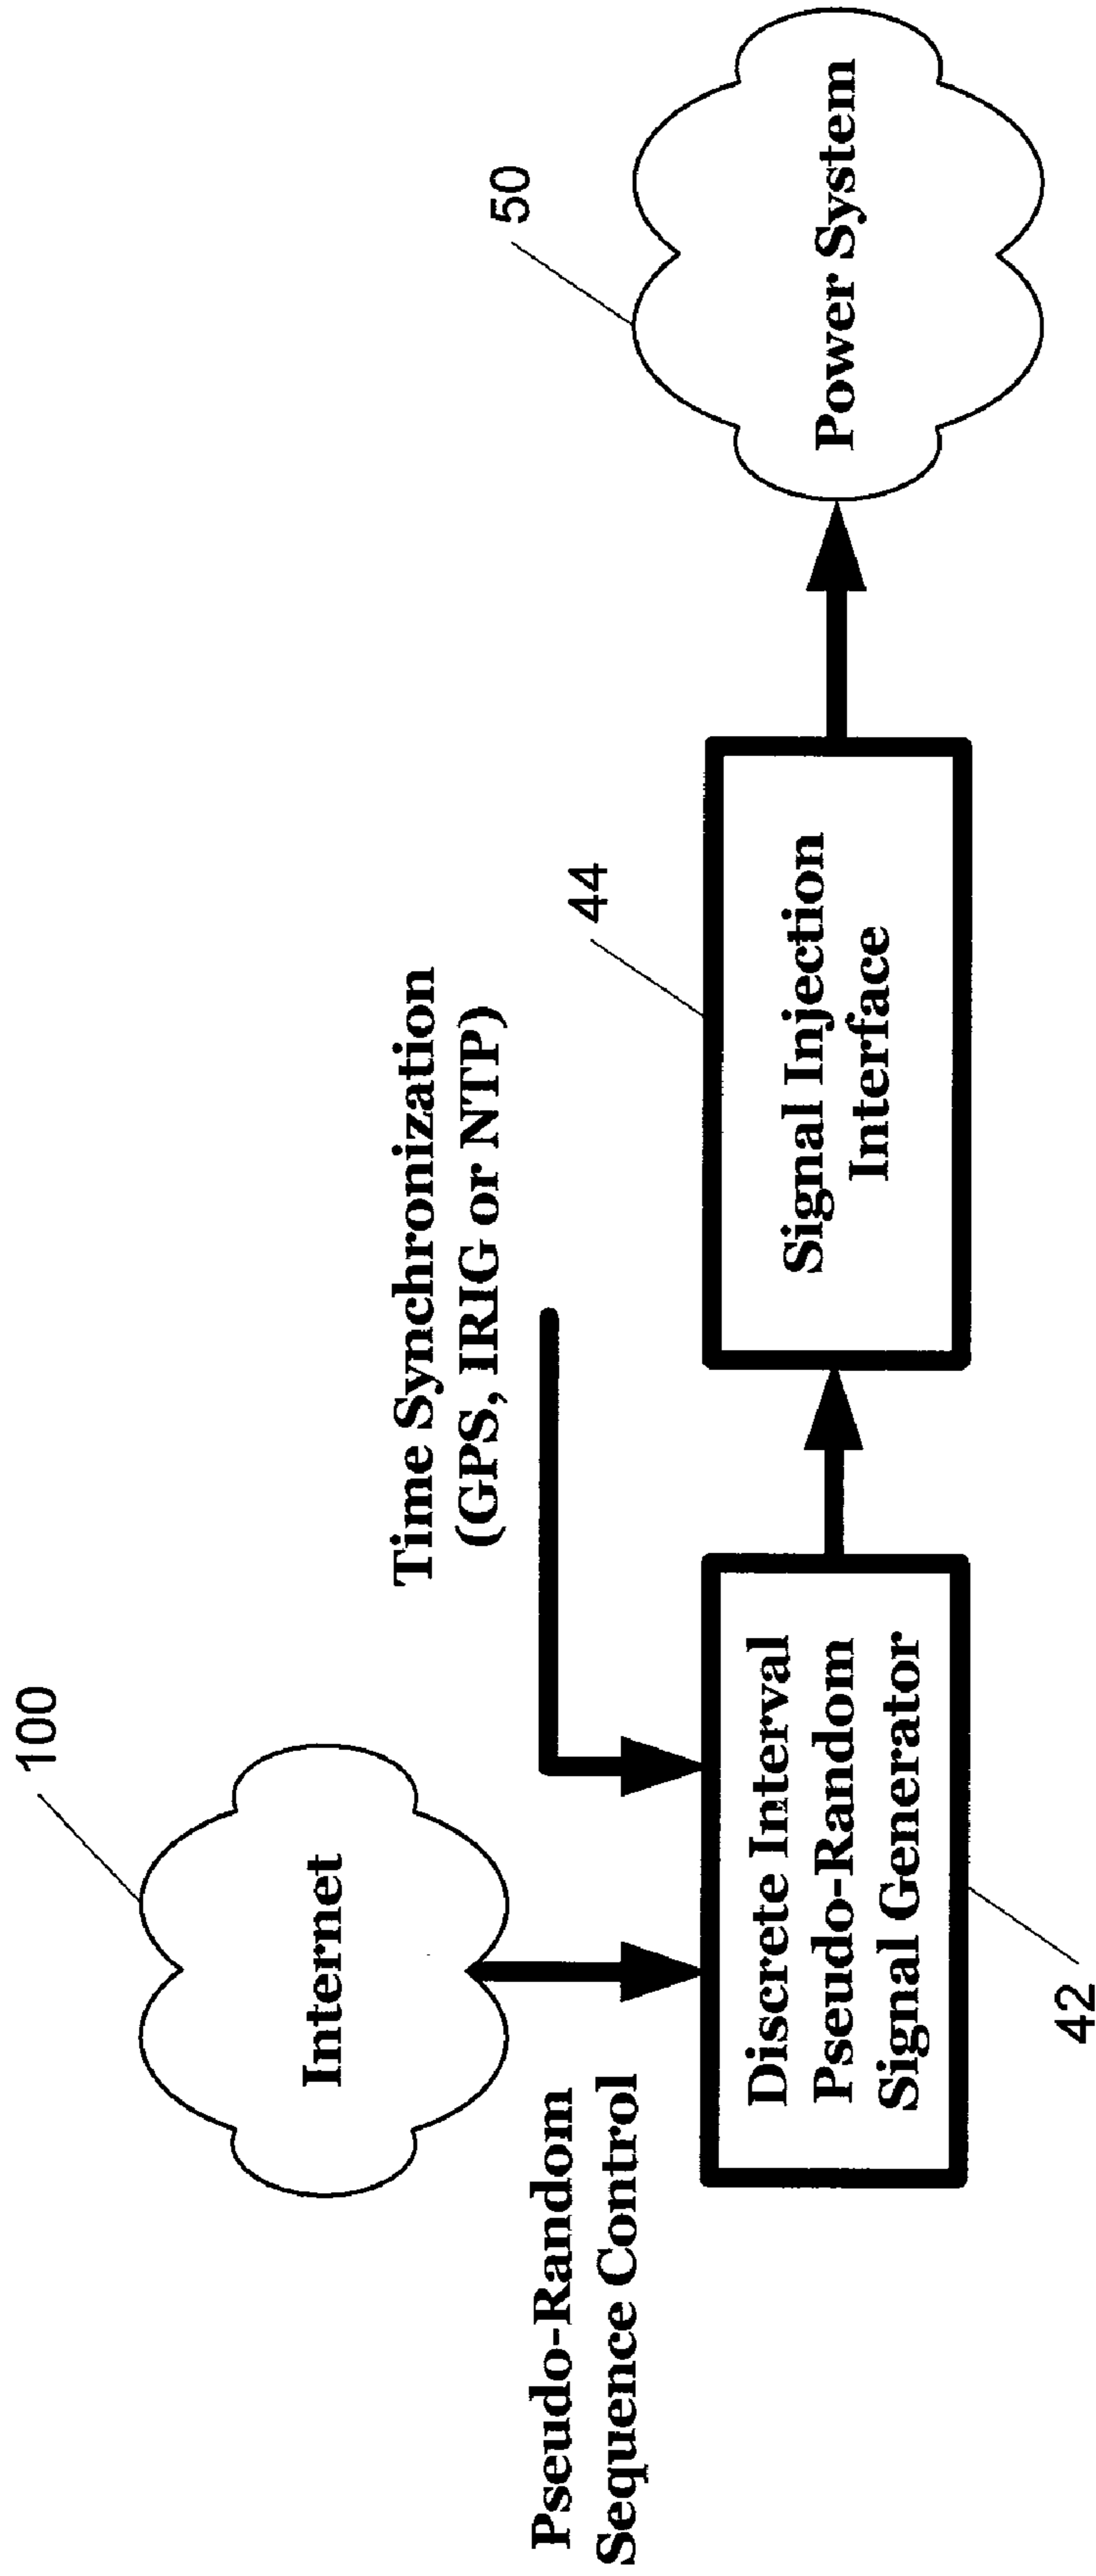 100
Internet
Pseudo-Random
Sequence Control
Time Synchronization
(GPS, IRIG or NTP)
Discrete Interval
Pseudo-Random
Signal Generator
42
44
Signal Injection
Interface
50
Power System